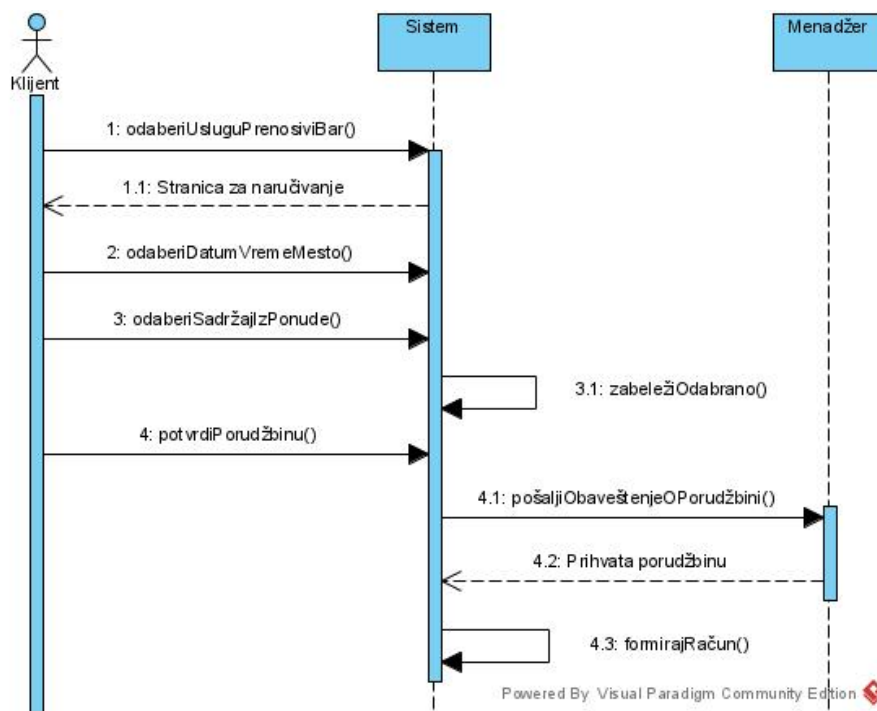 Sistem
Menadžer
Klijent
1: odaberiUsluguPrenosiviBar()
1.1: Stranica za naručivanje
2: odaberiDatumVremeMesto()
3: odaberiSadržajIzPonude()
3.1: zabeležiOdabrano()
4: potvrdiPorudžbinu()
4.1: pošaljiObaveštenjeOPorudžbini()
4.2: Prihvata porudžbinu
4.3: formirajRačun()
Powered By Visual Paradigm Community Edition